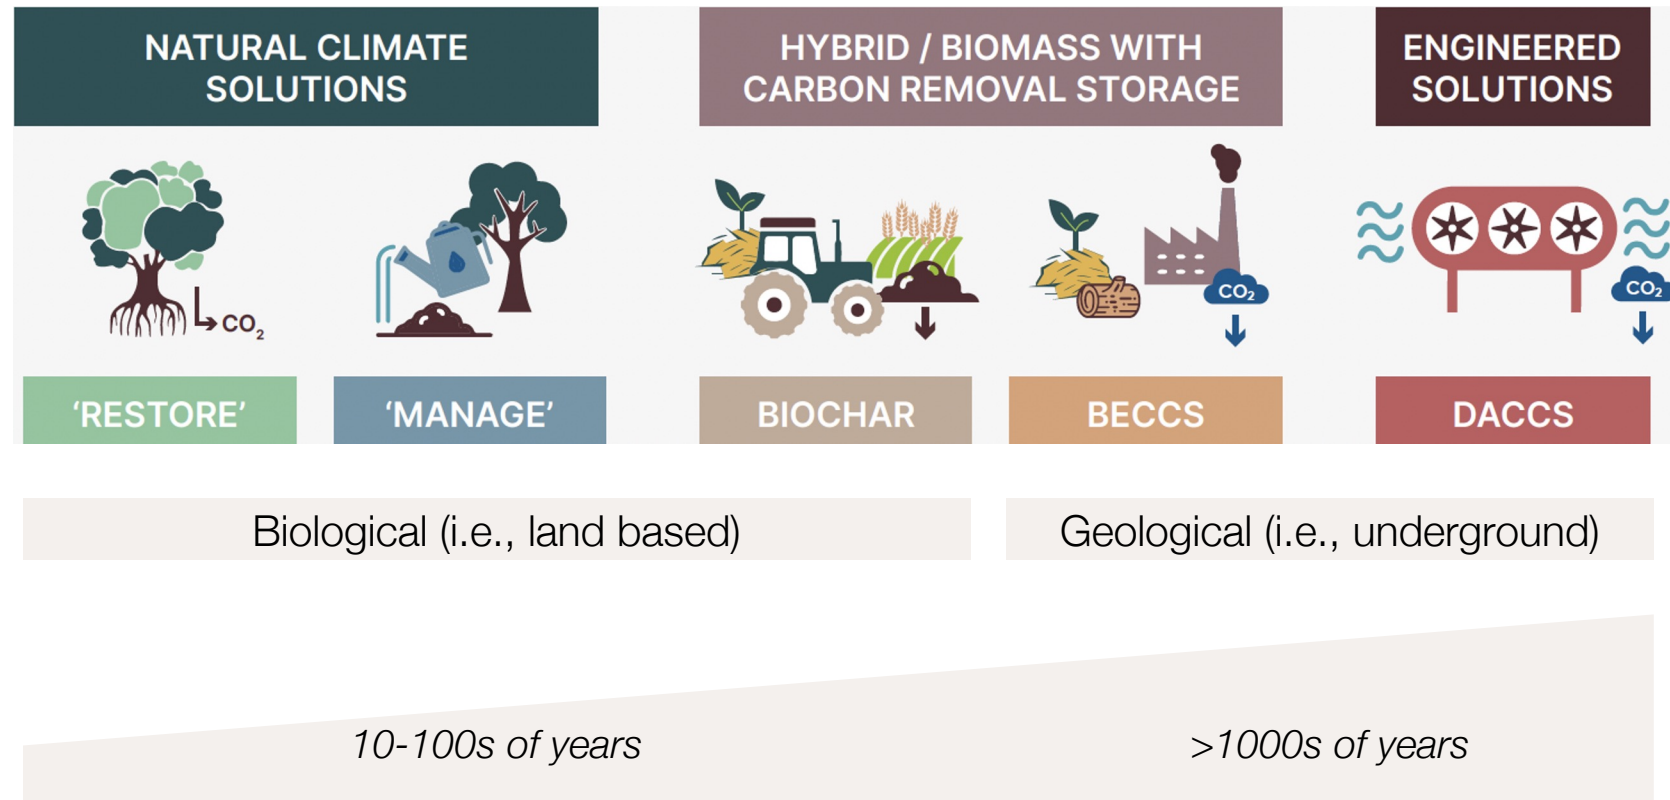 NATURAL CLIMATE
SOLUTIONS
HYBRID / BIOMASS WITH
CARBON REMOVAL STORAGE
ENGINEERED
SOLUTIONS
CO₂
CO₂
CO₂
‘RESTORE’
‘MANAGE’
BIOCHAR
BECCS
DACCS
Biological (i.e., land based)
Geological (i.e., underground)
10-100s of years
>1000s of years